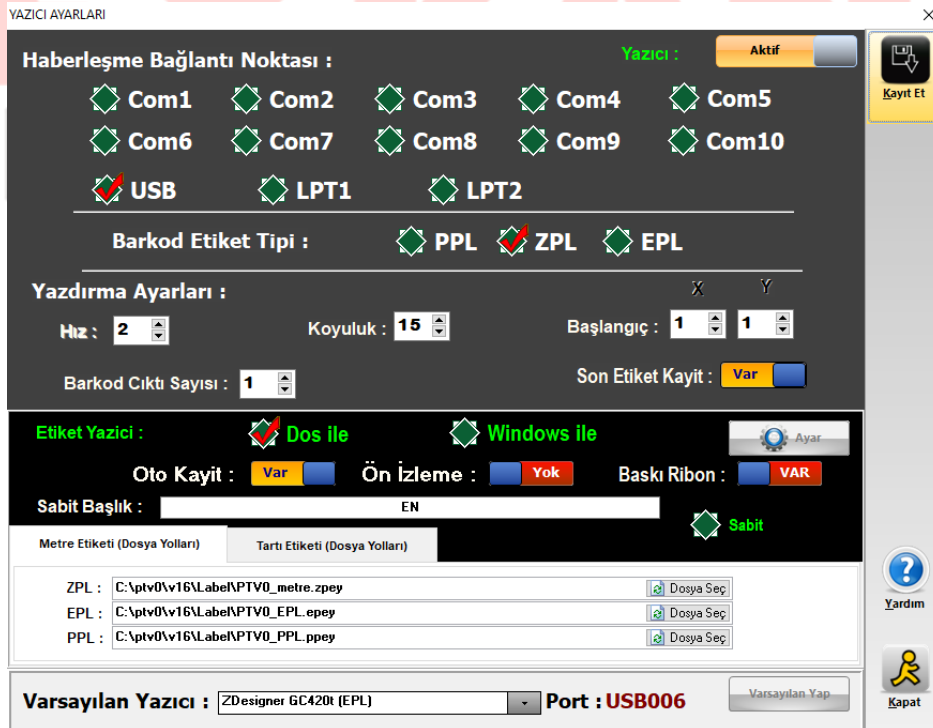 YAZICI AYARLARI
Haberleşme Bağlantı Noktası :
Yazıcı :
Aktif
Kayıt Et
Com1 Com2 Com3 Com4 Com5
Com6 Com7 Com8 Com9 Com10
USB LPT1 LPT2
Barkod Etiket Tipi : PPL ZPL EPL
Yazdırma Ayarları :
X Y
Hız : 2 Koyuluk : 15 Başlangıç : 1 1
Barkod Cıktı Sayısı : 1 Son Etiket Kayit : Var
Etiket Yazici : Dos ile Windows ile Ayar
Oto Kayit : Var Ön İzleme : Yok Baskı Ribon : VAR
Sabit Başlık : EN
Sabit
Metre Etiketi (Dosya Yolları) Tartı Etiketi (Dosya Yolları)
ZPL : C:\ptv0\v16\Label\PTV0_metre.zpey Dosya Seç
EPL : C:\ptv0\v16\Label\PTV0_EPL.epey Dosya Seç
PPL : C:\ptv0\v16\Label\PTV0_PPL.ppey Dosya Seç
Yardım
Varsayılan Yazıcı : ZDesigner GC420t (EPL) Port : USB006 Varsayılan Yap
Kapat